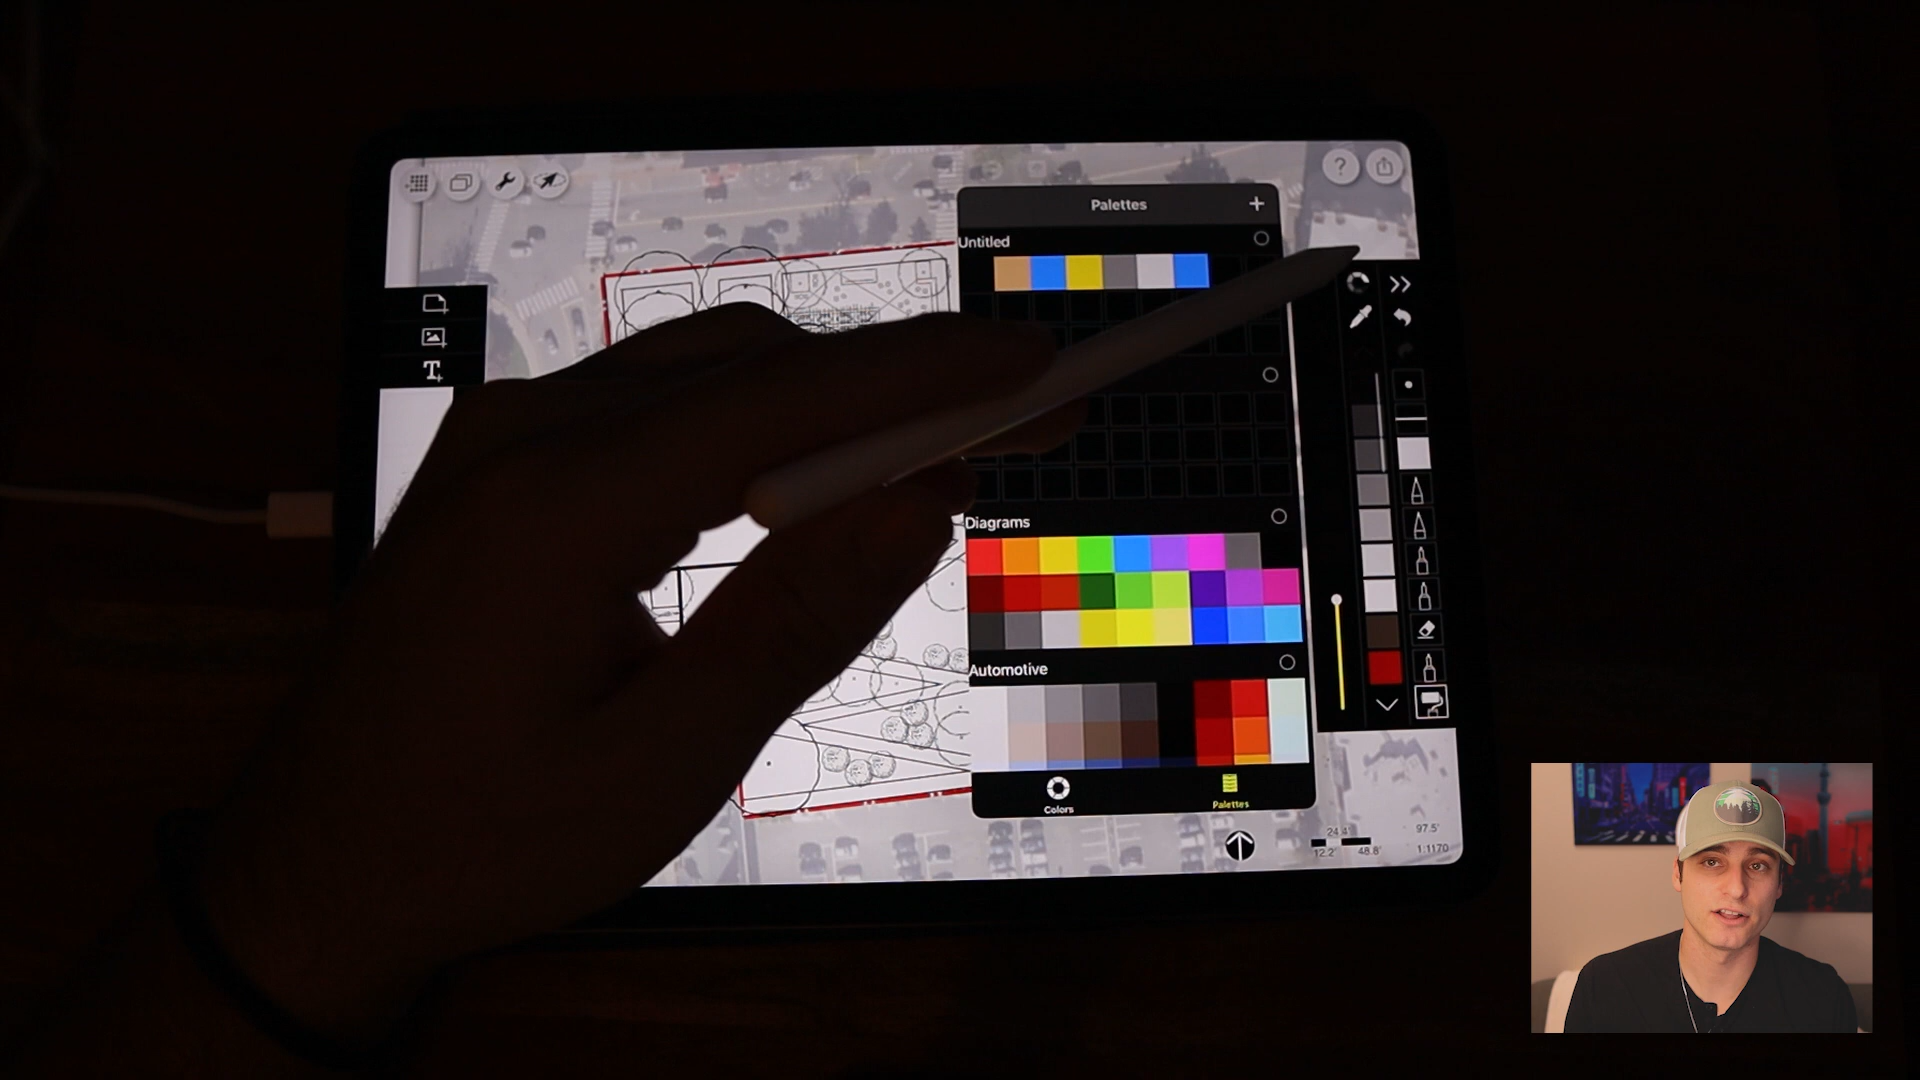 Palettes
+
Untitled
Diagrams
Automotive
Colors
Palettes
24.4'
12.2'
48.8'
97.5'
1:1170
?
T+